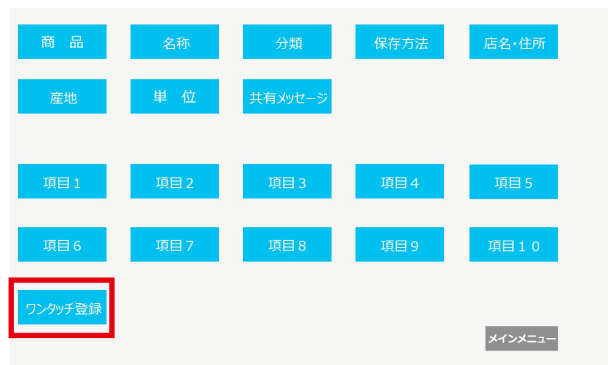 商　品
名称
分類
保存方法
店名･住所
産地
単　位
共有メッセージ
項目１
項目２
項目３
項目４
項目５
項目６
項目７
項目８
項目９
項目１０
ワンタッチ登録
メインメニュー